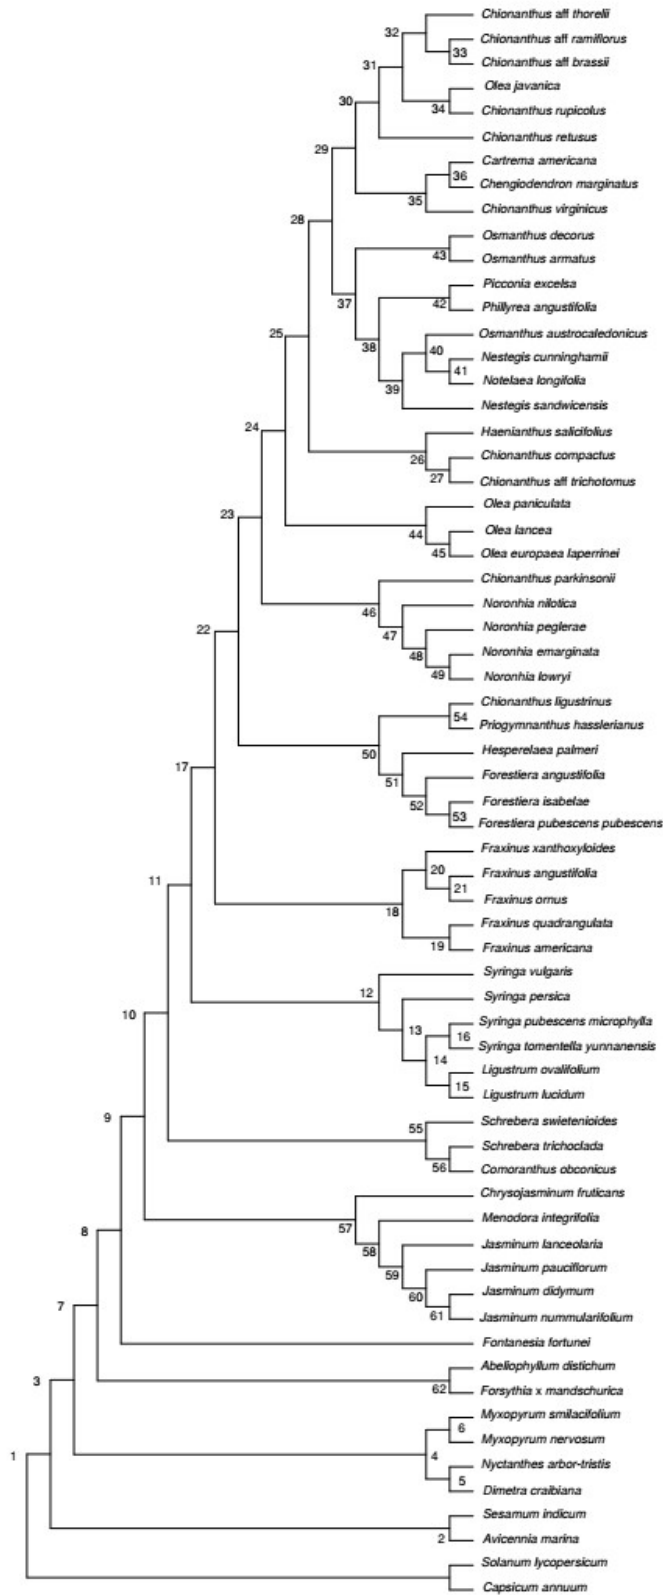 Chionanthus aff thorelii
32
Chionanthus aff ramiflorus
33
Chionanthus aff brassii
31
Olea javanica
30
34
Chionanthus rupicolus
Chionanthus retusus
29
Cartrema americana
36
Chengiodendron marginatus
35
Chionanthus virginicus
28
Osmanthus decorus
43
Osmanthus armatus
Picconia excelsa
37
42
Phillyrea angustifolia
25
Osmanthus austrocaledonicus
38
40
Nestegis cunninghamii
41
Notelaea longifolia
39
Nestegis sandwicensis
24
Haenianthus salicifolius
26
Chionanthus compactus
27
Chionanthus aff trichotomus
23
Olea paniculata
44
Olea lancea
45
Olea europaea laperrinei
Chionanthus parkinsonii
46
Noronhia nilotica
22
47
Noronhia peglerae
48
Noronhia emarginata
49
Noronhia lowryi
Chionanthus ligustrinus
54
Priogymnanthus hasslerianus
50
Hesperelaea palmeri
17
51
Forestiera angustifolia
52
Forestiera isabelae
53
Forestiera pubescens pubescens
Fraxinus xanthoxyloides
20
11
Fraxinus angustifolia
21
Fraxinus ornus
18
Fraxinus quadrangulata
19
Fraxinus americana
Syringa vulgaris
12
Syringa persica
10
13
Syringa pubescens microphylla
16
Syringa tomentella yunnanensis
14
Ligustrum ovalifolium
15
Ligustrum lucidum
9
Schrebera swietenioides
55
Schrebera trichoclada
56
Comoranthus obconicus
Chrysojasminum fruticans
57
Menodora integrifolia
8
58
Jasminum lanceolaria
59
Jasminum pauciflorum
60
Jasminum didymum
7
61
Jasminum nummularifolium
Fontanesia fortunei
Abeliophyllum distichum
3
62
Forsythia x mandschurica
Myxopyrum smilacifolium
6
Myxopyrum nervosum
1
4
Nyctanthes arbor-tristis
5
Dimetra craibiana
Sesamum indicum
2
Avicennia marina
Solanum lycopersicum
Capsicum annuum